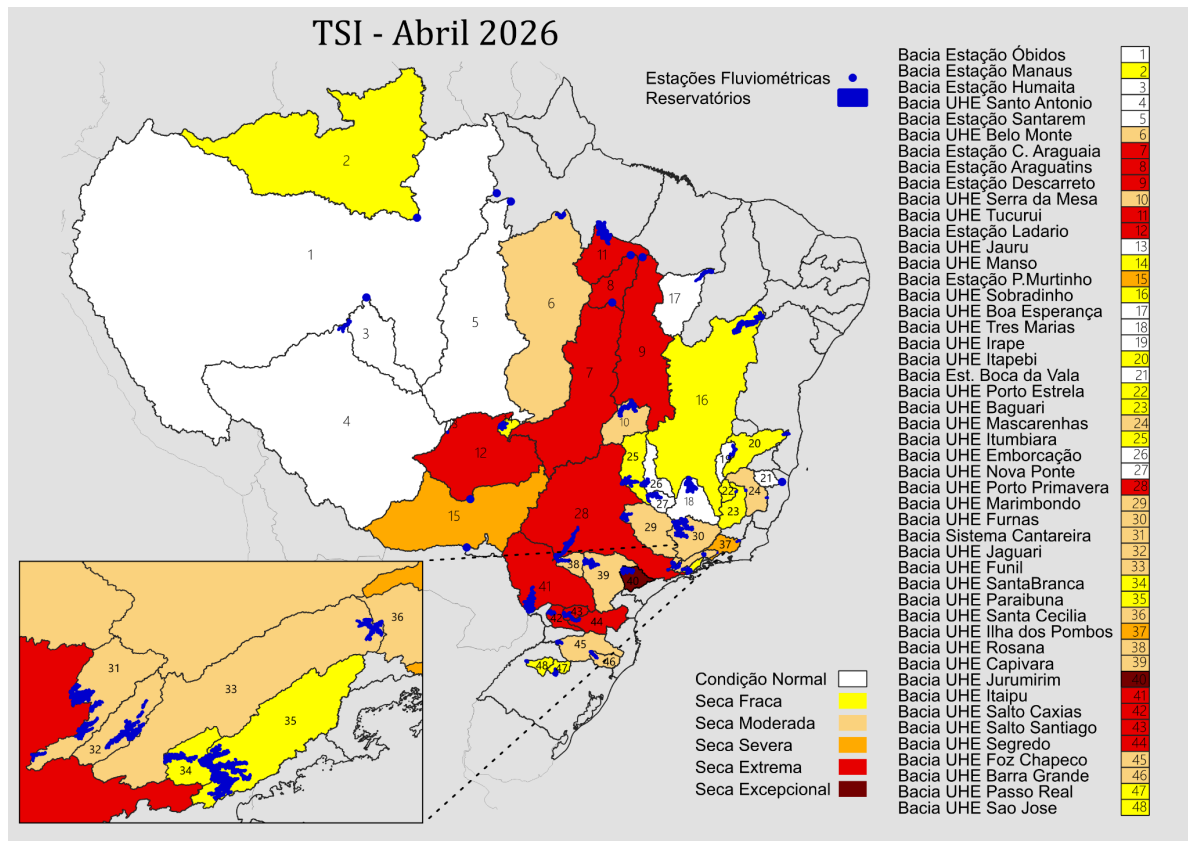 TSI - Abril 2026
Estações Fluviométricas
Reservatórios
Bacia Estação Óbidos 1
Bacia Estação Manaus 2
Bacia Estação Humaita 3
Bacia UHE Santo Antonio 4
Bacia Estação Santarem 5
Bacia UHE Belo Monte 6
Bacia Estação C. Araguaia 7
Bacia Estação Araguatins 8
Bacia Estação Descarreto 9
Bacia UHE Serra da Mesa 10
Bacia UHE Tucurui 11
Bacia Estação Ladario 12
Bacia UHE Jauru 13
Bacia UHE Manso 14
Bacia Estação P.Murtinho 15
Bacia UHE Sobradinho 16
Bacia UHE Boa Esperança 17
Bacia UHE Tres Marias 18
Bacia UHE Irape 19
Bacia UHE Itapebi 20
Bacia Est. Boca da Vala 21
Bacia UHE Porto Estrela 22
Bacia UHE Baguari 23
Bacia UHE Mascarenhas 24
Bacia UHE Itumbiara 25
Bacia UHE Emborcação 26
Bacia UHE Nova Ponte 27
Bacia UHE Porto Primavera 28
Bacia UHE Marimbondo 29
Bacia UHE Furnas 30
Bacia Sistema Cantareira 31
Bacia UHE Jaguari 32
Bacia UHE Funil 33
Bacia UHE SantaBranca 34
Bacia UHE Paraibuna 35
Bacia UHE Santa Cecilia 36
Bacia UHE Ilha dos Pombos 37
Bacia UHE Rosana 38
Bacia UHE Capivara 39
Bacia UHE Jurumirim 40
Bacia UHE Itaipu 41
Bacia UHE Salto Caxias 42
Bacia UHE Salto Santiago 43
Bacia UHE Segredo 44
Bacia UHE Foz Chapeco 45
Bacia UHE Barra Grande 46
Bacia UHE Passo Real 47
Bacia UHE Sao Jose 48
2
1
11
8
17
6
5
3
7
9
16
4
10
12
25
20
19
21
26
22
24
27
18
23
15
28
29
30
37
38
39
40
41
43
42
44
45
46
48
47
36
31
33
35
32
34
Condição Normal
Seca Fraca
Seca Moderada
Seca Severa
Seca Extrema
Seca Excepcional